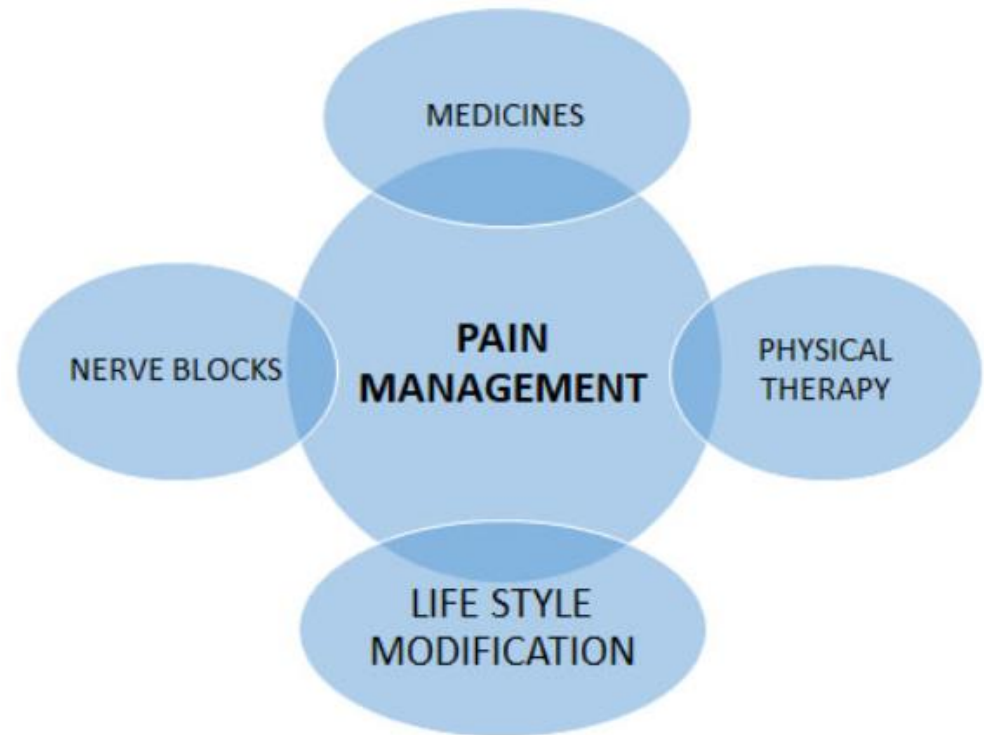 MEDICINES
NERVE BLOCKS
PAIN
MANAGEMENT
PHYSICAL
THERAPY
LIFE STYLE
MODIFICATION